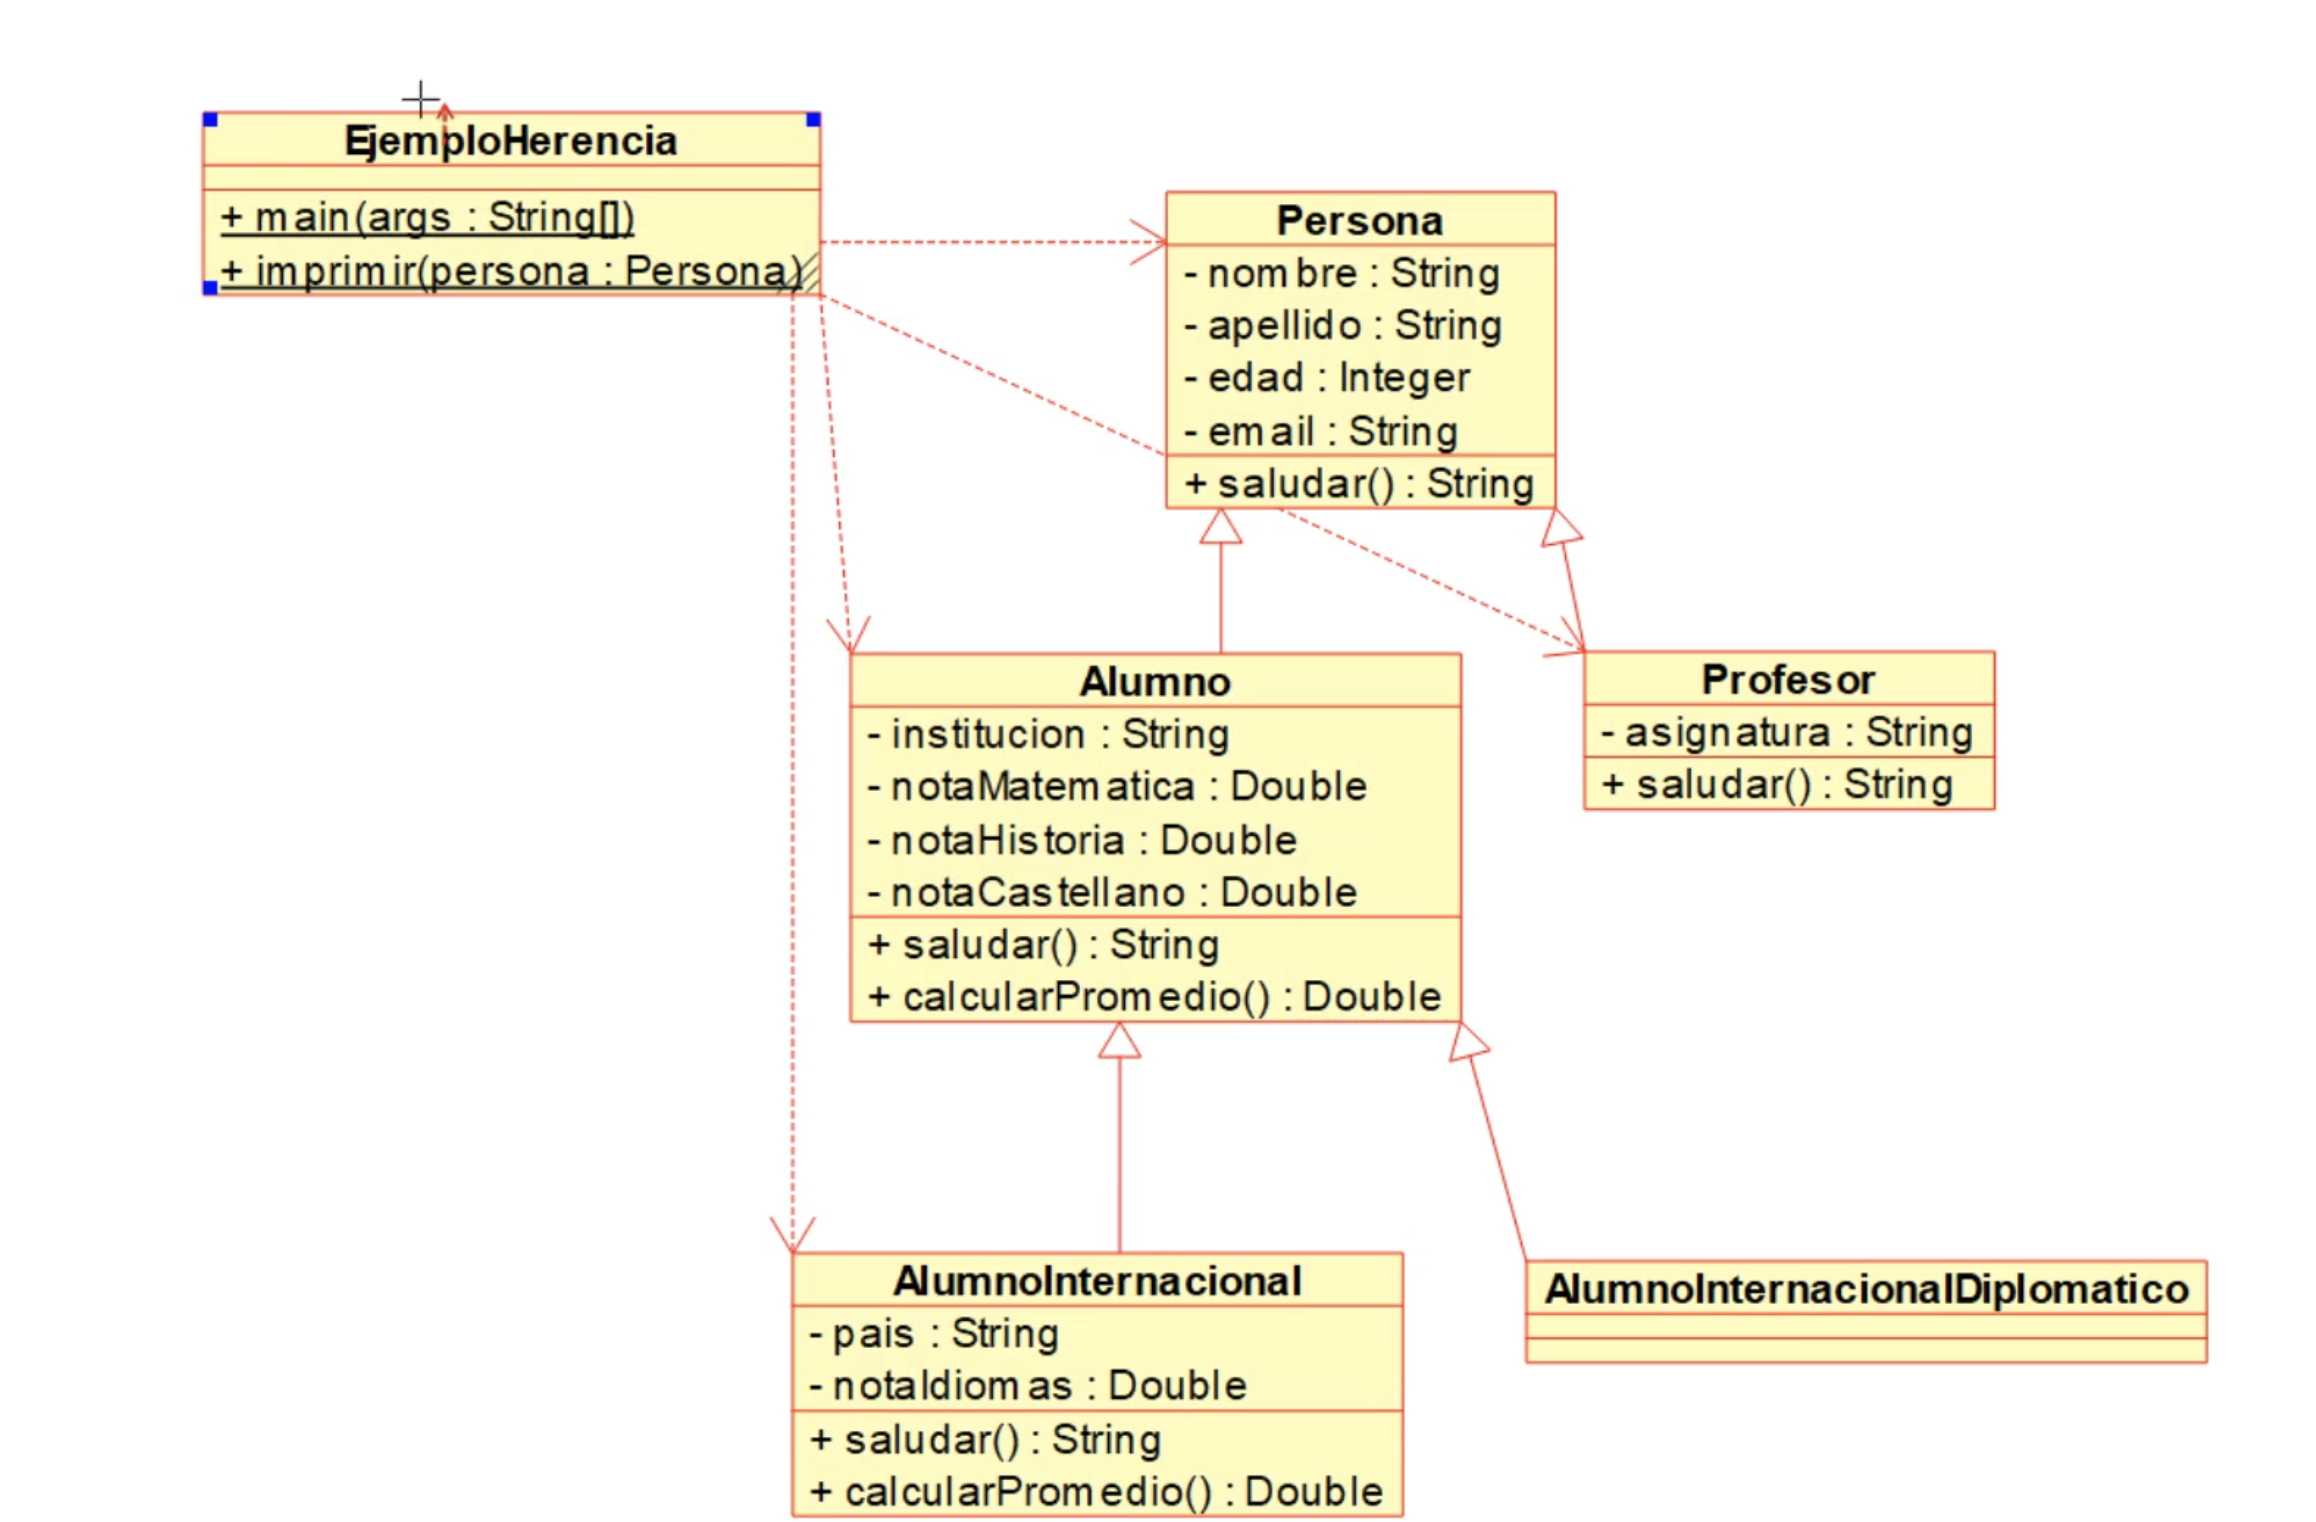 EjemploHerencia
+ main(args : String[])
+ imprimir(persona : Persona)
Persona
- nombre : String
- apellido : String
- edad : Integer
- email : String
+ saludar() : String
Alumno
- institucion : String
- notaMatematica : Double
- notaHistoria : Double
- notaCastellano : Double
+ saludar() : String
+ calcularPromedio() : Double
Profesor
- asignatura : String
+ saludar() : String
AlumnoInternacional
- pais : String
- notaIdiomas : Double
+ saludar() : String
+ calcularPromedio() : Double
AlumnoInternacionalDiplomatico